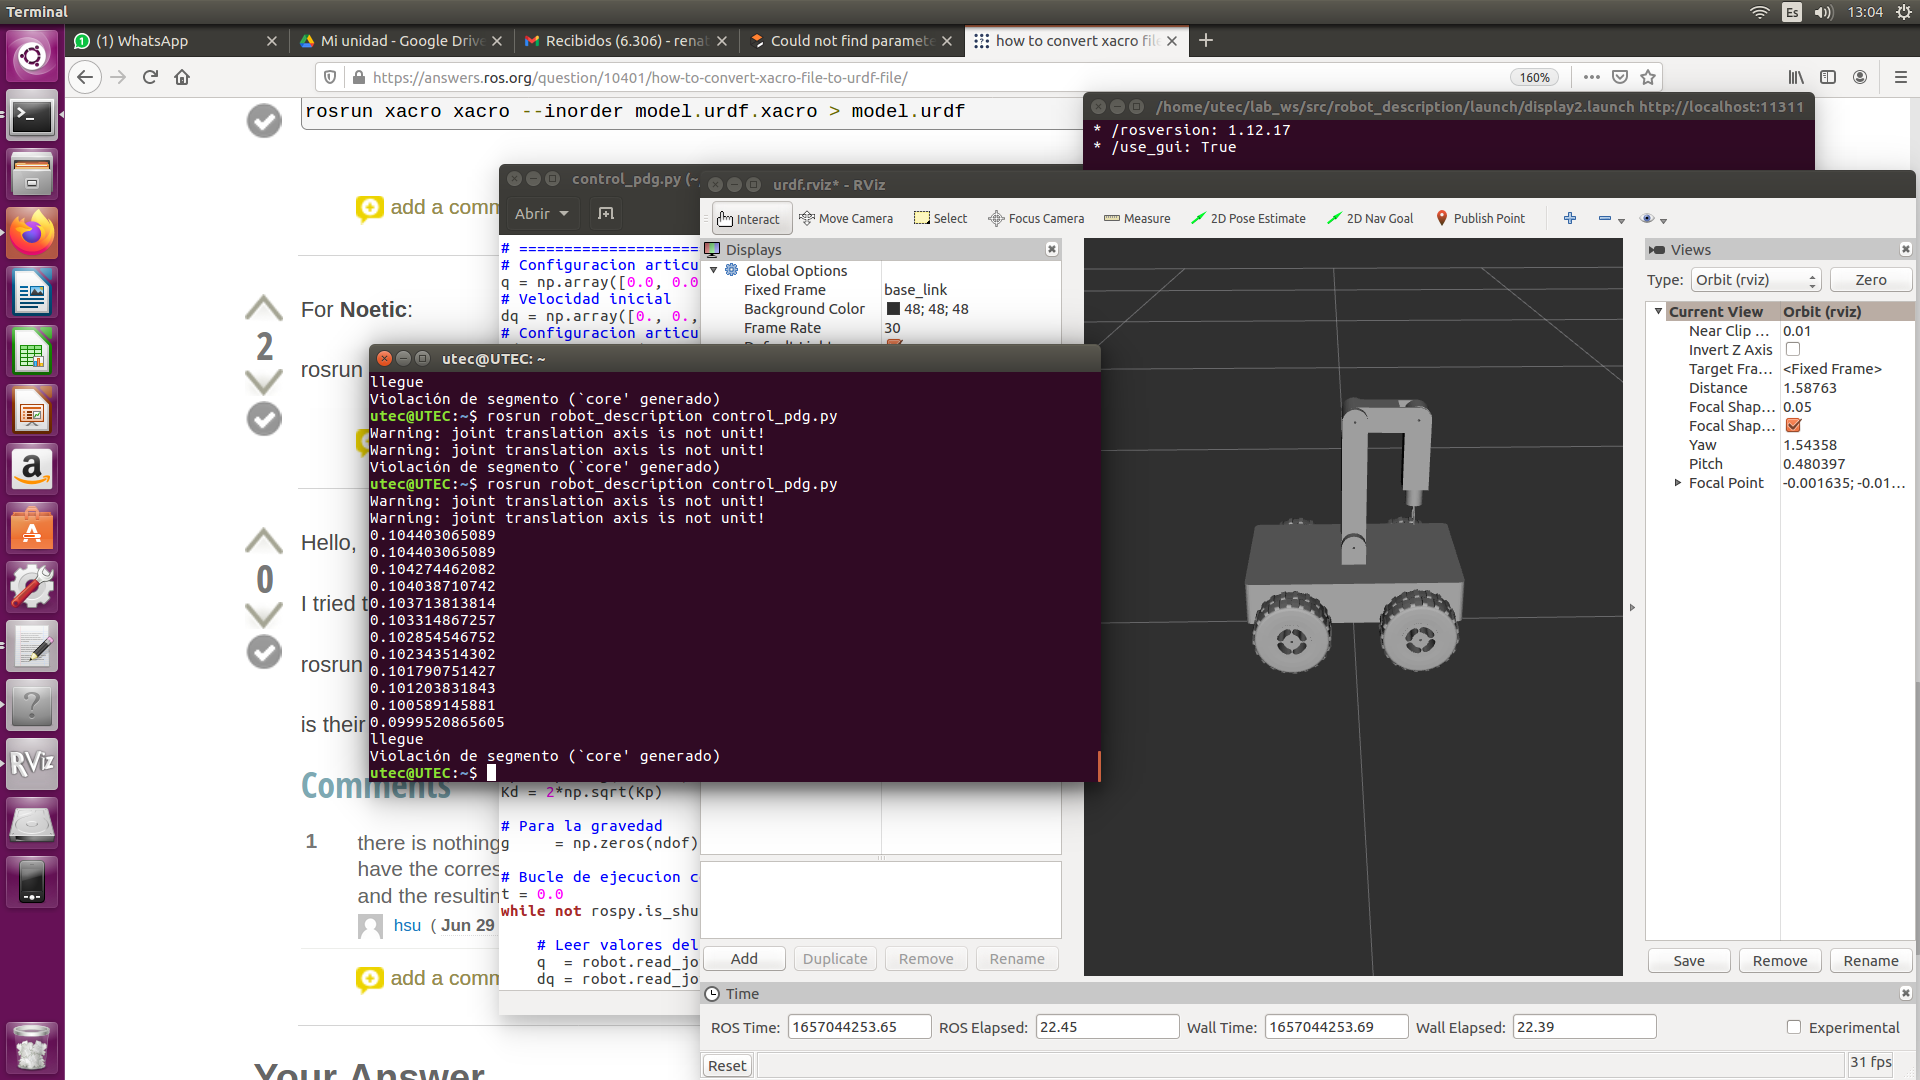 Terminal
Es
13:04
(1) WhatsApp
Mi unidad - Google Drive
Recibidos (6.306) - rena
Could not find paramete
how to convert xacro fil
https://answers.ros.org/question/10401/how-to-convert-xacro-file-to-urdf-file/
160%
rosrun xacro xacro --inorder model.urdf.xacro > model.urdf
add a comm
2
For Noetic:
rosrun
0
Hello,
I tried t
rosrun
is their
Comments
1
there is nothing
have the corres
and the resultin
hsu ( Jun 29
add a comm
Your Answer
/home/utec/lab_ws/src/robot_description/launch/display2.launch http://localhost:11311
* /rosversion: 1.12.17
* /use_gui: True
control_pdg.py (~
Abrir
# ====================
# Configuracion articu
q = np.array([0.0, 0.0
# Velocidad inicial
dq = np.array([0., 0.,
# Configuracion articu
Kd = 2*np.sqrt(Kp)
# Para la gravedad
g = np.zeros(ndof)
# Bucle de ejecucion c
t = 0.0
while not rospy.is_shu
# Leer valores del
q = robot.read_jo
dq = robot.read_jo
utec@UTEC: ~
llegue
Violación de segmento (`core' generado)
utec@UTEC:~$ rosrun robot_description control_pdg.py
Warning: joint translation axis is not unit!
Warning: joint translation axis is not unit!
Violación de segmento (`core' generado)
utec@UTEC:~$ rosrun robot_description control_pdg.py
Warning: joint translation axis is not unit!
Warning: joint translation axis is not unit!
0.104403065089
0.104403065089
0.104274462082
0.104038710742
0.103713813814
0.103314867257
0.102854546752
0.102343514302
0.101790751427
0.101203831843
0.100589145881
0.0999520865605
llegue
Violación de segmento (`core' generado)
utec@UTEC:~$
urdf.rviz* - RViz
Interact
Move Camera
Select
Focus Camera
Measure
2D Pose Estimate
2D Nav Goal
Publish Point
Displays
Global Options
Fixed Frame base_link
Background Color 48; 48; 48
Frame Rate 30
Add
Duplicate
Remove
Rename
Views
Type: Orbit (rviz) Zero
Current View Orbit (rviz)
Near Clip ... 0.01
Invert Z Axis
Target Fra... <Fixed Frame>
Distance 1.58763
Focal Shap... 0.05
Focal Shap...
Yaw 1.54358
Pitch 0.480397
Focal Point -0.001635; -0.01...
Save
Remove
Rename
Time
ROS Time: 1657044253.65 ROS Elapsed: 22.45 Wall Time: 1657044253.69 Wall Elapsed: 22.39 Experimental
Reset
31 fps
RViz